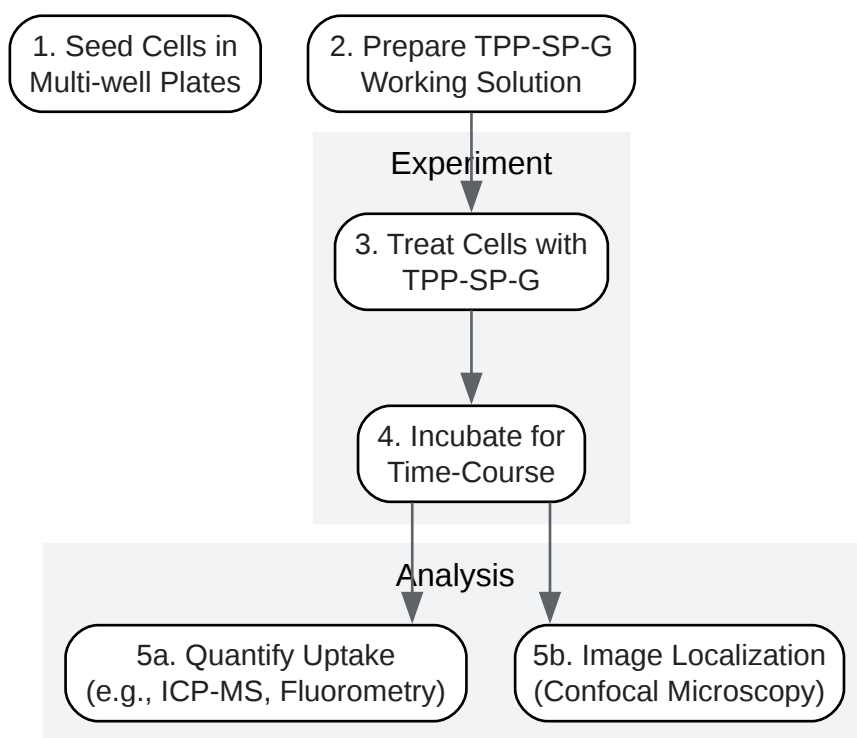 1. Seed Cells in
Multi-well Plates
2. Prepare TPP-SP-G
Working Solution
Experiment
3. Treat Cells with
TPP-SP-G
4. Incubate for
Time-Course
Analysis
5a. Quantify Uptake
(e.g., ICP-MS, Fluorometry)
5b. Image Localization
(Confocal Microscopy)